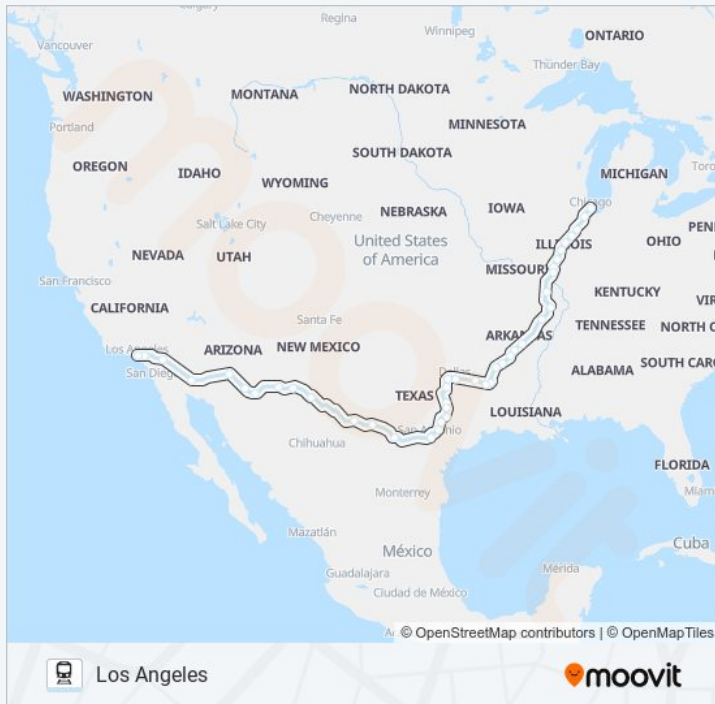 Calgary
Vancouver
Regina
Winnipeg
ONTARIO
Thunder Bay
WASHINGTON
MONTANA
NORTH DAKOTA
Portland
MINNESOTA
OREGON
IDAHO
SOUTH DAKOTA
MICHIGAN
Toro
WYOMING
Chicago
Salt Lake City
Cheyenne
NEBRASKA
IOWA
PEN
NEVADA
UTAH
United States
of America
ILLINOIS
OHIO
San Francisco
MISSOURI
VIR
KENTUCKY
CALIFORNIA
Santa Fe
TENNESSEE
NORTH C
Los Angeles
ARIZONA
NEW MEXICO
ARKANSAS
SOUTH CARO
San Diego
Dallas
ALABAMA
TEXAS
LOUISIANA
San Antonio
Chihuahua
FLORIDA
Monterrey
Miam
Mazatlán
Cuba
México
Mérida
Guadalajara
Ciudad de México
© OpenStreetMap contributors | © OpenMapTiles
Los Angeles
moovit